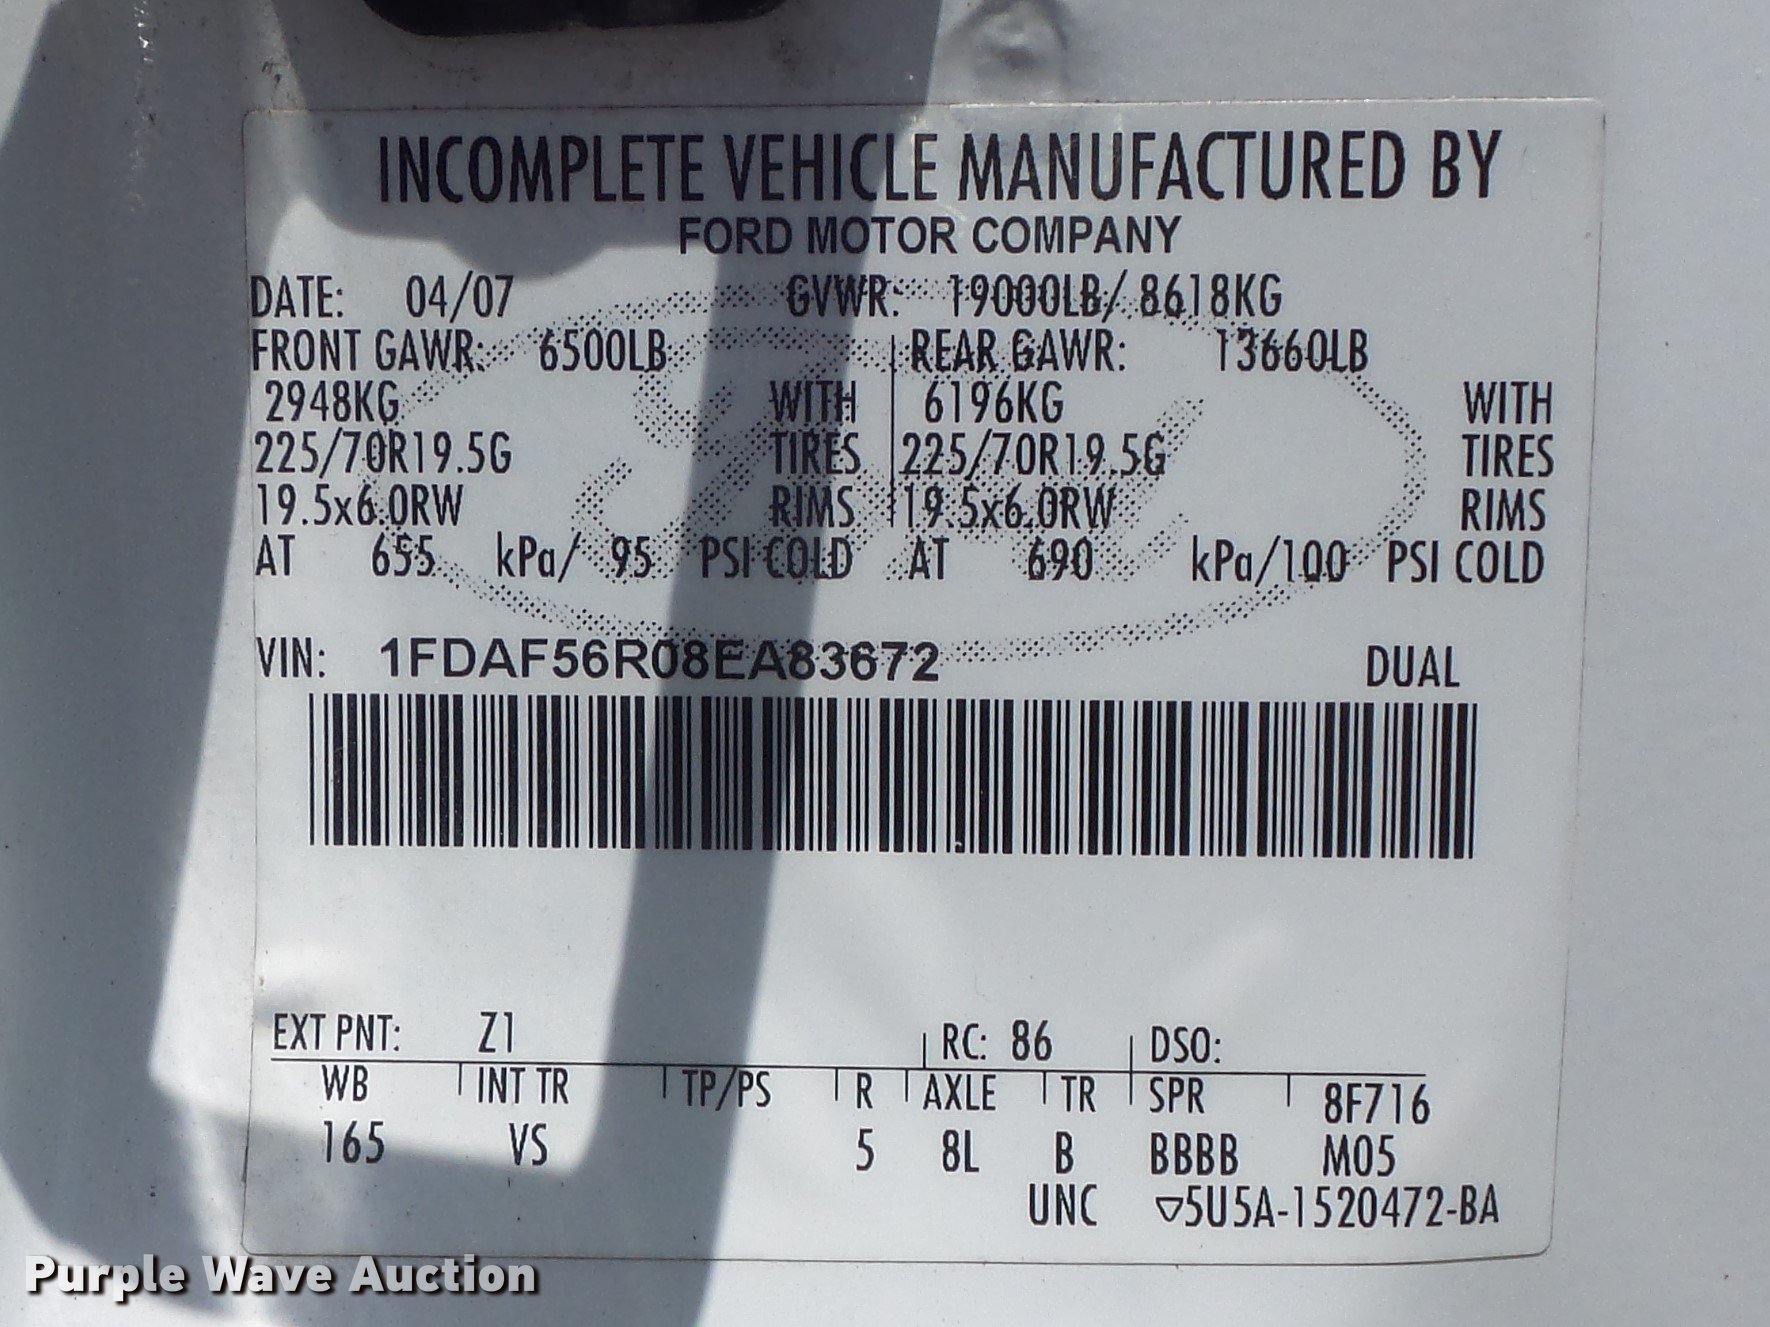 INCOMPLETE VEHICLE MANUFACTURED BY
FORD MOTOR COMPANY
DATE: 04/07 GVWR: 19000LB/ 8618KG
FRONT GAWR: 6500LB REAR GAWR: 13660LB
2948KG WITH 6196KG WITH
225/70R19.5G TIRES 225/70R19.5G TIRES
19.5x6.0RW RIMS 19.5x6.0RW RIMS
AT 655 kPa/ 95 PSI COLD AT 690 kPa/100 PSI COLD
VIN: 1FDAF56R08EA83672 DUAL
EXT PNT: Z1 RC: 86 DSO:
WB INT TR TP/PS R AXLE TR SPR 8F716
165 VS 5 8L B BBBB M05
UNC ▽5U5A-1520472-BA
Purple Wave Auction